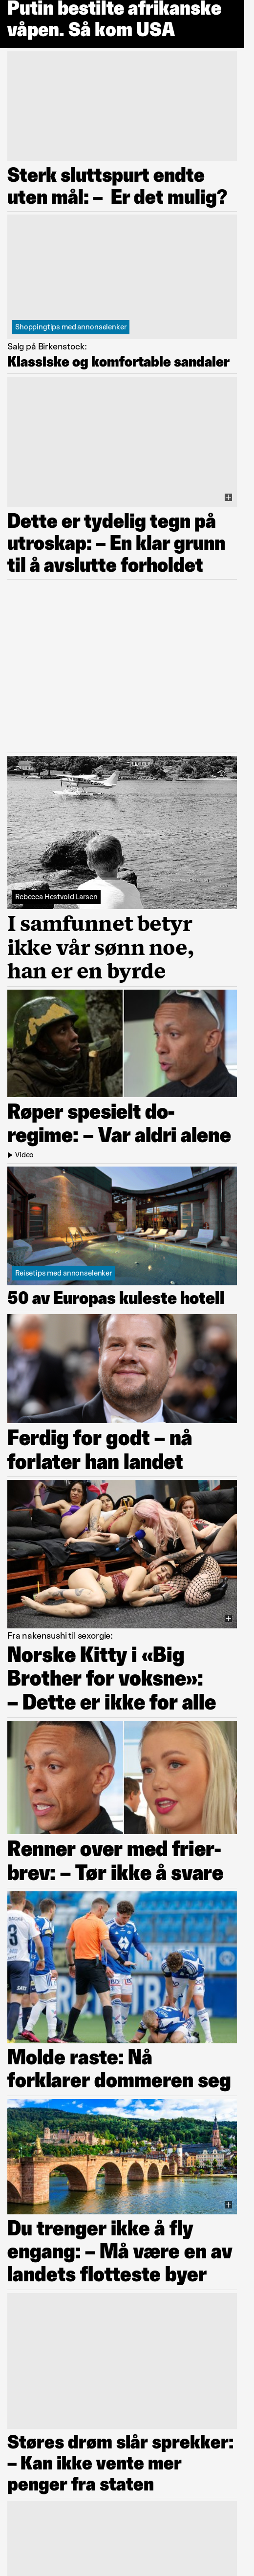 Putin bestilte afrikanske
våpen. Så kom USA
Sterk sluttspurt endte
uten mål: – Er det mulig?
Shoppingtips med annonselenker
Salg på Birkenstock:
Klassiske og komfortable sandaler
Dette er tydelig tegn på
utroskap: – En klar grunn
til å avslutte forholdet
Rebecca Hestvold Larsen
I samfunnet betyr
ikke vår sønn noe,
han er en byrde
Røper spesielt do-
regime: – Var aldri alene
Video
Reisetips med annonselenker
50 av Europas kuleste hotell
Ferdig for godt – nå
forlater han landet
Fra nakensushi til sexorgie:
Norske Kitty i «Big
Brother for voksne»:
– Dette er ikke for alle
Renner over med frier-
brev: – Tør ikke å svare
3
Molde raste: Nå
forklarer dommeren seg
Du trenger ikke å fly
engang: – Må være en av
landets flotteste byer
Støres drøm slår sprekker:
– Kan ikke vente mer
penger fra staten